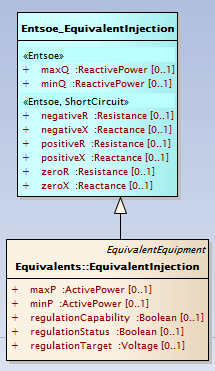 Entsoe_EquivalentInjection
«Entsoe»
+ maxQ :ReactivePower [0..1]
+ minQ :ReactivePower [0..1]
«Entsoe, ShortCircuit»
+ negativeR :Resistance [0..1]
+ negativeX :Reactance [0..1]
+ positiveR :Resistance [0..1]
+ positiveX :Reactance [0..1]
+ zeroR :Resistance [0..1]
+ zeroX :Reactance [0..1]
EquivalentEquipment
Equivalents::EquivalentInjection
+ maxP :ActivePower [0..1]
+ minP :ActivePower [0..1]
+ regulationCapability :Boolean [0..1]
+ regulationStatus :Boolean [0..1]
+ regulationTarget :Voltage [0..1]